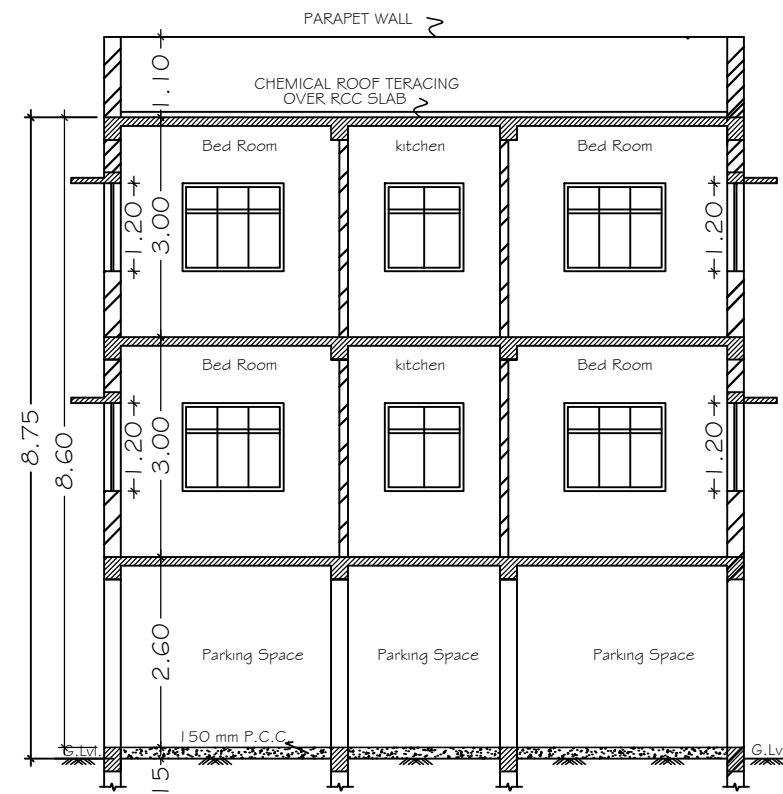 PARAPET WALL
1.10
CHEMICAL ROOF TERACING
OVER RCC SLAB
Bed Room
kitchen
Bed Room
1.20
3.00
1.20
Bed Room
kitchen
Bed Room
8.75
8.60
1.20
3.00
1.20
2.60
Parking Space
Parking Space
Parking Space
150 mm P.C.C.
G.Lvl.
G.Lv
15